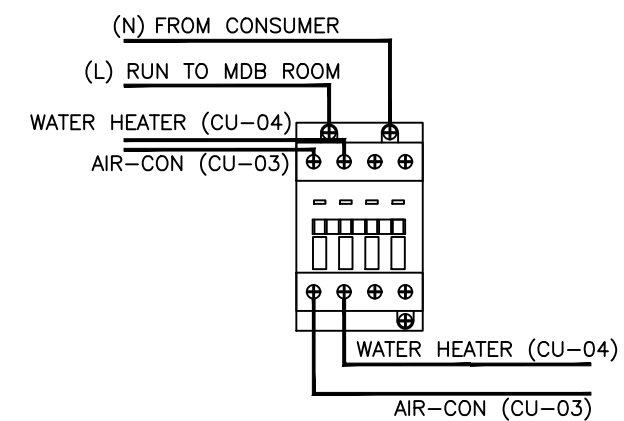 (N) FROM CONSUMER
(L) RUN TO MDB ROOM
WATER HEATER (CU-04)
AIR-CON (CU-03)
WATER HEATER (CU-04)
AIR-CON (CU-03)